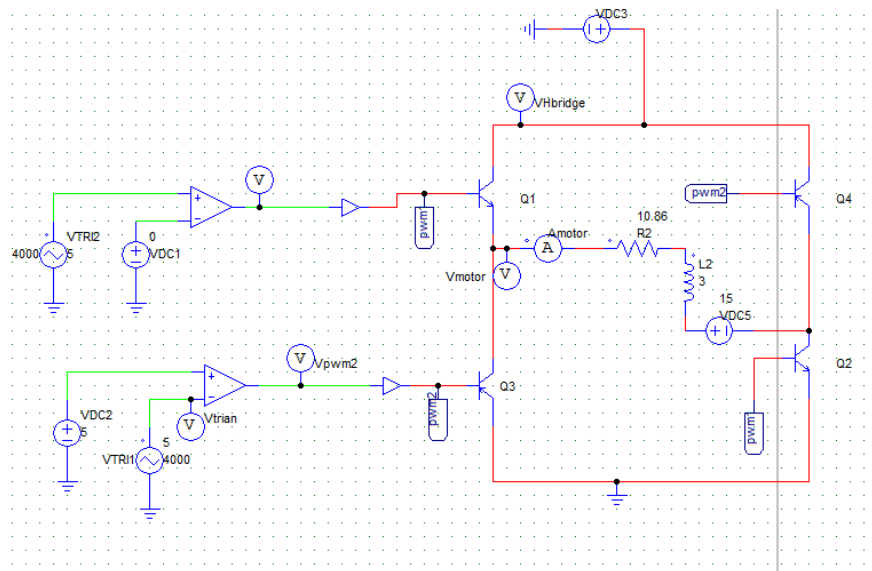 VDC3
V
VHbridge
V
pwm2
Q1
Q4
10.86
pwm
VTRI2
0
4000
5
VDC1
Amotor
A
R2
Vmotor
V
L2
3
15
VDC5
V
Vpwm2
Q3
Q2
VDC2
5
V
Vtrian
pwm2
pwm
5
VTRI1
4000